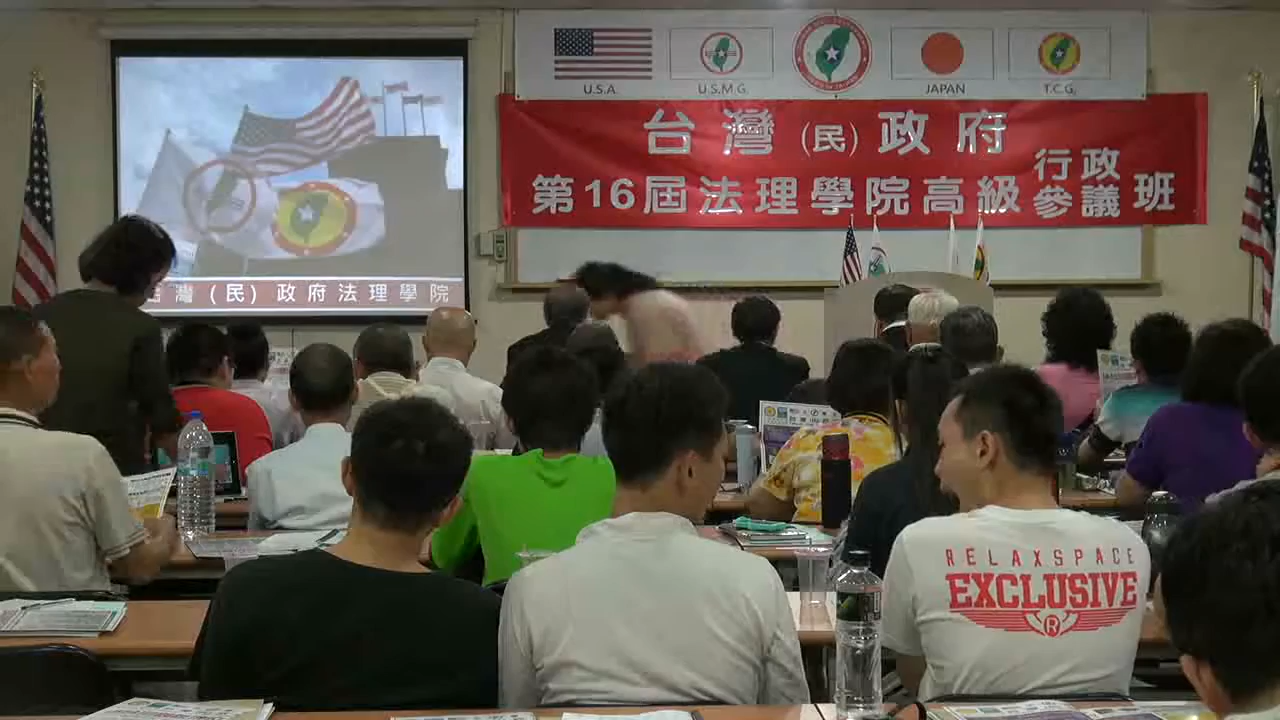 U.S.A.
U.S.M.G.
JAPAN
T.C.G.
台灣(民)政府
第16屆法理學院高級行政參議班
台灣(民)政府法理學院
RELAXSPACE
EXCLUSIVE
R